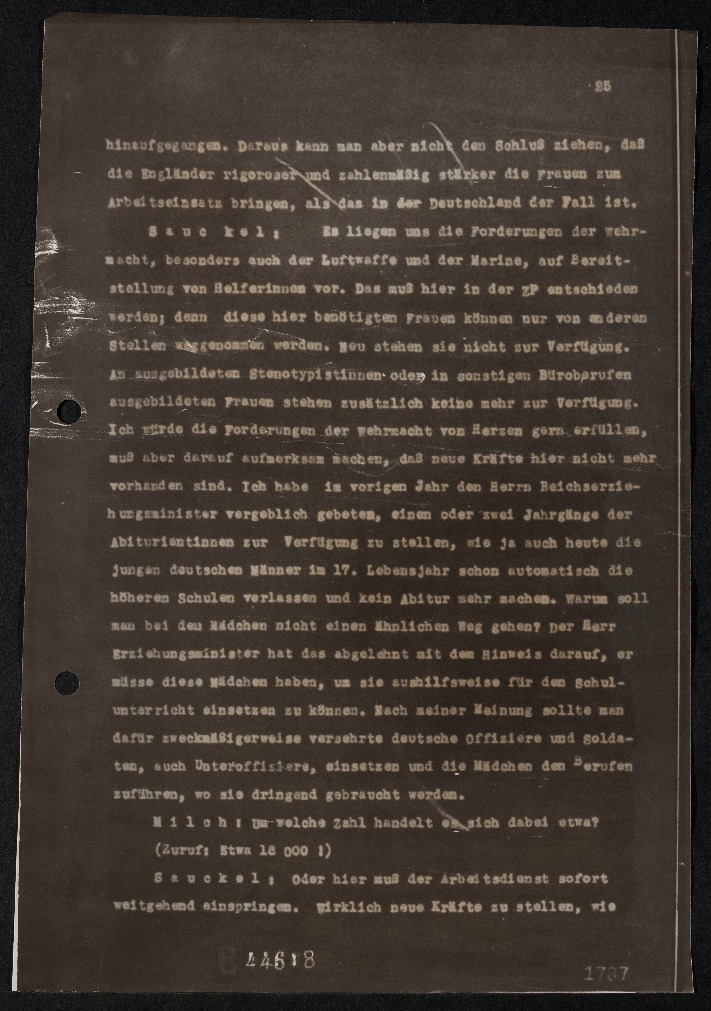 25
hinaufgegangen. Daraus kann man aber nicht den Schluß ziehen, daß
die Engländer rigoroser und zahlenmäßig stärker die Frauen zum
Arbeitseinsatz bringen, als das in der Deutschland der Fall ist.
S a u c k e l : Es liegen uns die Forderungen der Wehr-
macht, besonders auch der Luftwaffe und der Marine, auf Bereit-
stellung von Helferinnen vor. Das muß hier in der ZP entschieden
werden; denn diese hier benötigten Frauen können nur von anderen
Stellen weggenommen werden. Neu stehen sie nicht zur Verfügung.
An ausgebildeten Stenotypistinnen oder in sonstigen Büroberufen
ausgebildeten Frauen stehen zusätzlich keine mehr zur Verfügung.
Ich würde die Forderungen der Wehrmacht von Herzen gern erfüllen,
muß aber darauf aufmerksam machen, daß neue Kräfte hier nicht mehr
vorhanden sind. Ich habe im vorigen Jahr den Herrn Reichserzie-
hungsminister vergeblich gebeten, einen oder zwei Jahrgänge der
Abiturientinnen zur Verfügung zu stellen, wie ja auch heute die
jungen deutschen Männer im 17. Lebensjahr schon automatisch die
höheren Schulen verlassen und kein Abitur mehr machen. Warum soll
man bei den Mädchen nicht einen ähnlichen Weg gehen? Der Herr
Erziehungsminister hat das abgelehnt mit dem Hinweis darauf, er
müsse diese Mädchen haben, um sie aushilfsweise für den Schul-
unterricht einsetzen zu können. Nach meiner Meinung sollte man
dafür zweckmäßigerweise versehrte deutsche Offiziere und Solda-
ten, auch Unteroffiziere, einsetzen und die Mädchen den Berufen
zuführen, wo sie dringend gebraucht werden.
M i l c h : Um welche Zahl handelt es sich dabei etwa?
(Zuruf: Etwa 18 000 !)
S a u c k e l : Oder hier muß der Arbeitsdienst sofort
weitgehend einspringen. Wirklich neue Kräfte zu stellen, wie
44618
1787